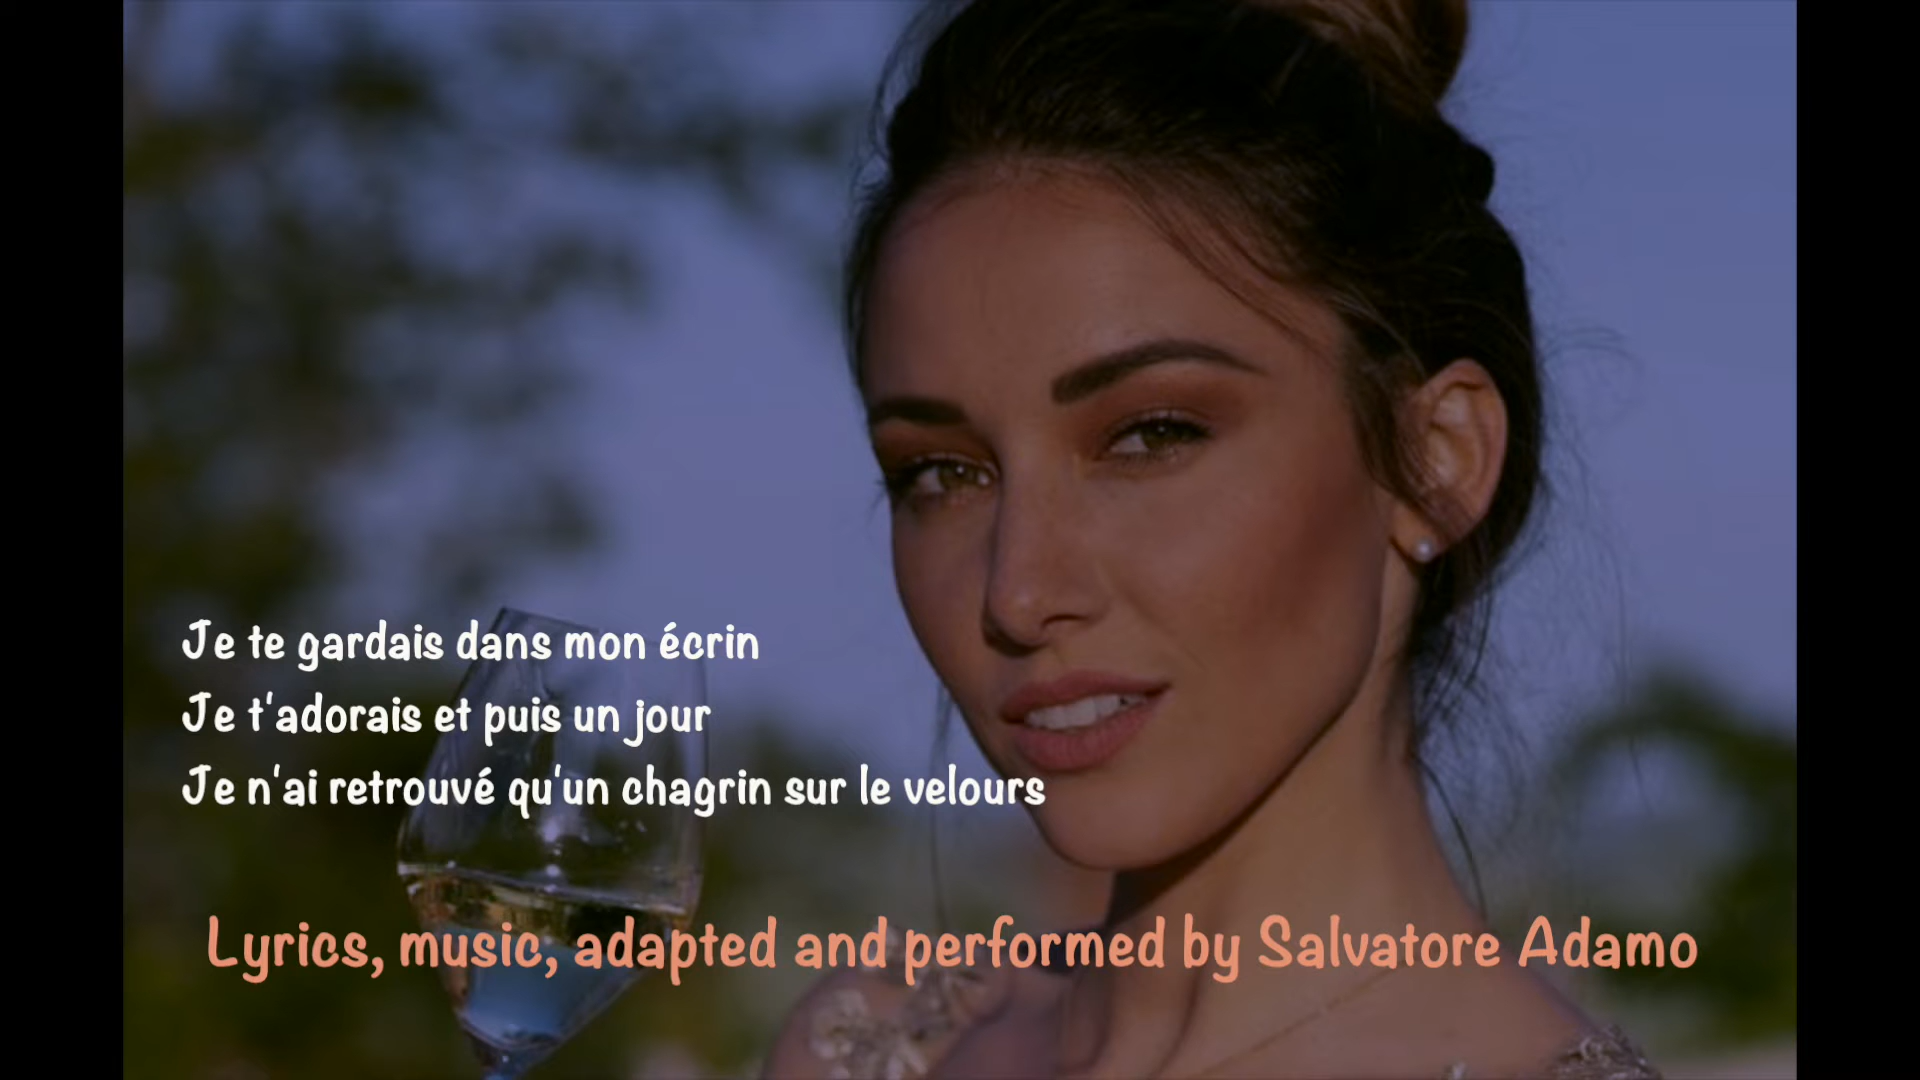 Je te gardais dans mon écrin
Je t'adorais et puis un jour
Je n'ai retrouvé qu'un chagrin sur le velours
Lyrics, music, adapted and performed by Salvatore Adamo